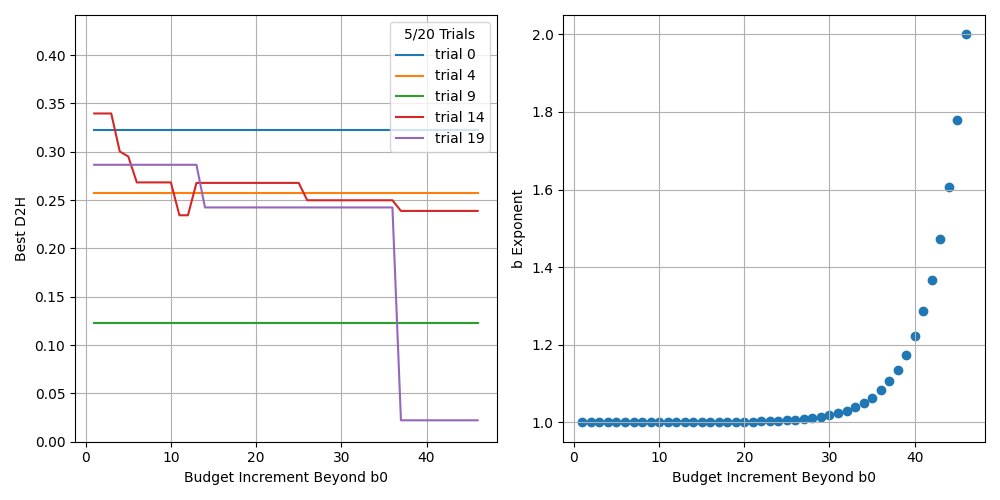 5/20 Trials
trial 0
trial 4
trial 9
trial 14
trial 19
0.40
0.35
0.30
0.25
0.20
0.15
0.10
0.05
0.00
Best D2H
0 10 20 30 40
Budget Increment Beyond b0
2.0
1.8
1.6
1.4
1.2
1.0
b Exponent
0 10 20 30 40
Budget Increment Beyond b0